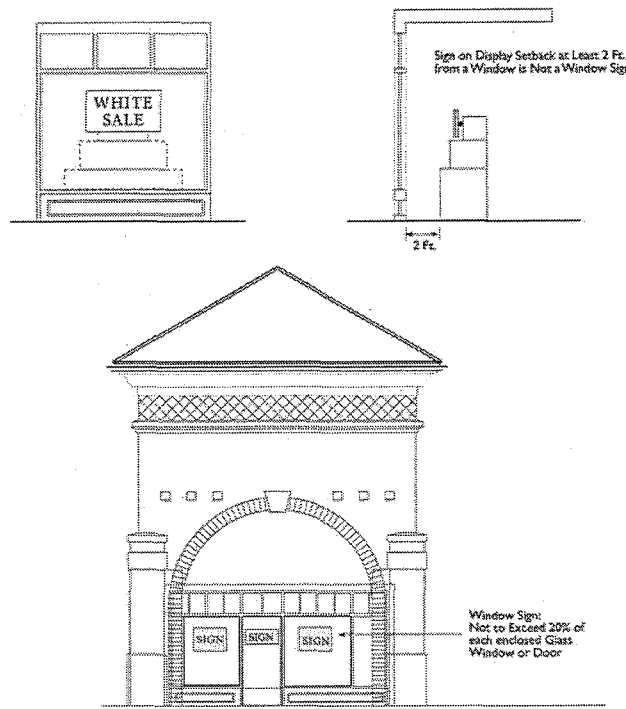 WHITE
SALE
Sign on Display Setback at Least 2 Ft.
from a Window is Not a Window Sign
2 Ft.
SIGN
SIGN
SIGN
Window Sign:
Not to Exceed 20% of
each enclosed Glass
Window or Door